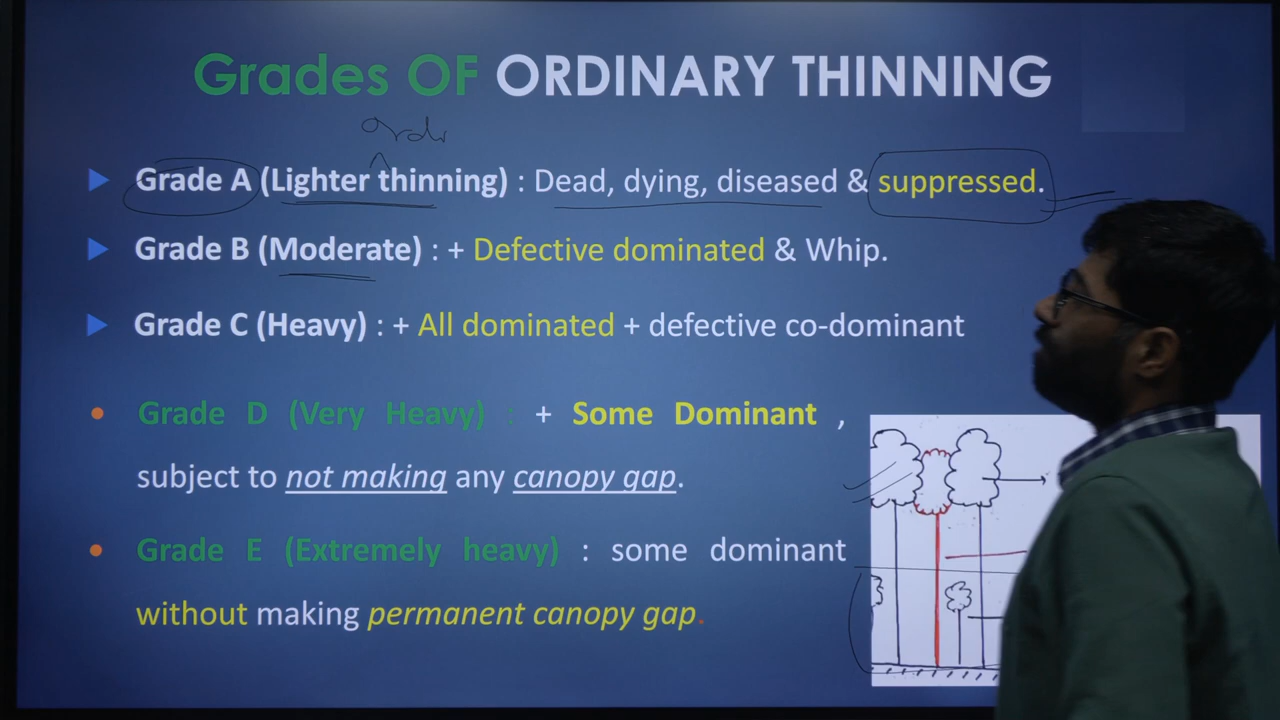 Grades OF ORDINARY THINNING
Grade A (Lighter thinning) : Dead, dying, diseased & suppressed.
Grade B (Moderate) : + Defective dominated & Whip.
Grade C (Heavy) : + All dominated + defective co-dominant
Grade D (Very Heavy) : + Some Dominant ,
subject to not making any canopy gap.
Grade E (Extremely heavy) : some dominant
without making permanent canopy gap.